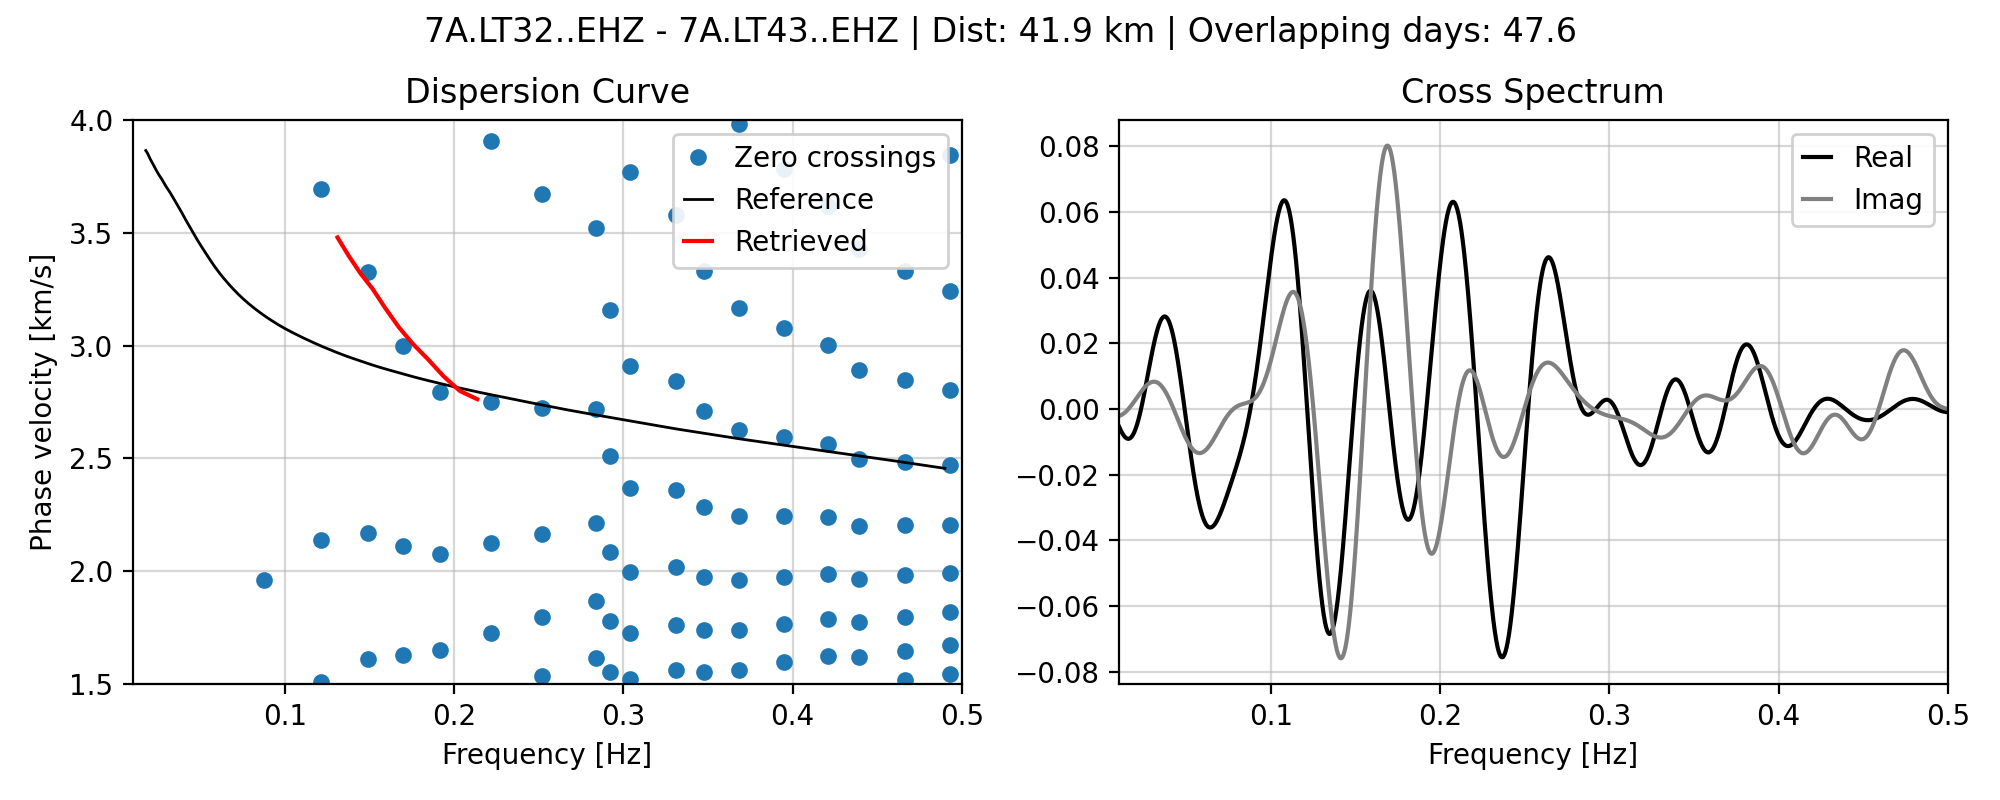 7A.LT32..EHZ - 7A.LT43..EHZ | Dist: 41.9 km | Overlapping days: 47.6
Dispersion Curve
4.0
3.5
3.0
2.5
2.0
1.5
Phase velocity [km/s]
0.1 0.2 0.3 0.4 0.5
Frequency [Hz]
Zero crossings
Reference
Retrieved
Cross Spectrum
0.08
0.06
0.04
0.02
0.00
−0.02
−0.04
−0.06
−0.08
0.1 0.2 0.3 0.4 0.5
Frequency [Hz]
Real
Imag